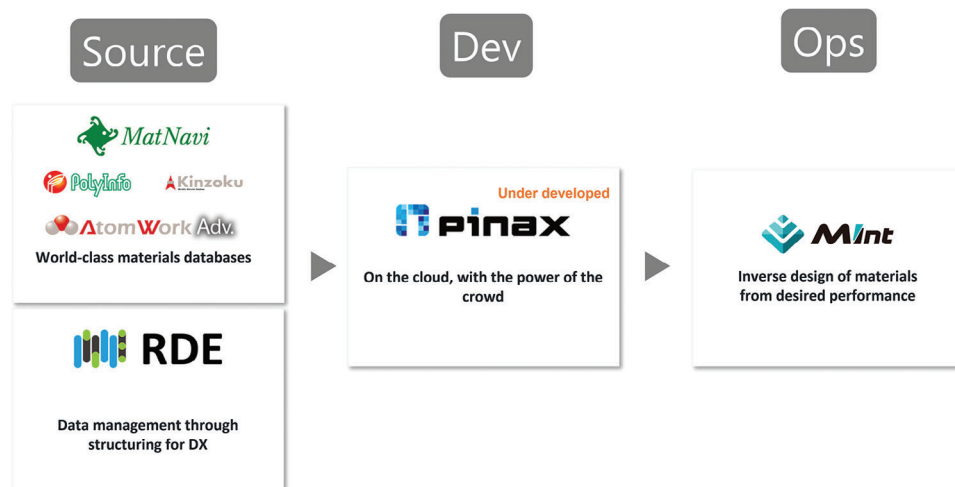 Source
MatNavi
PolyInfo
Kinzoku
AtomWork Adv.
World-class materials databases
RDE
Data management through
structuring for DX
Dev
Under developed
pinax
On the cloud, with the power of the
crowd
Ops
MInt
Inverse design of materials
from desired performance